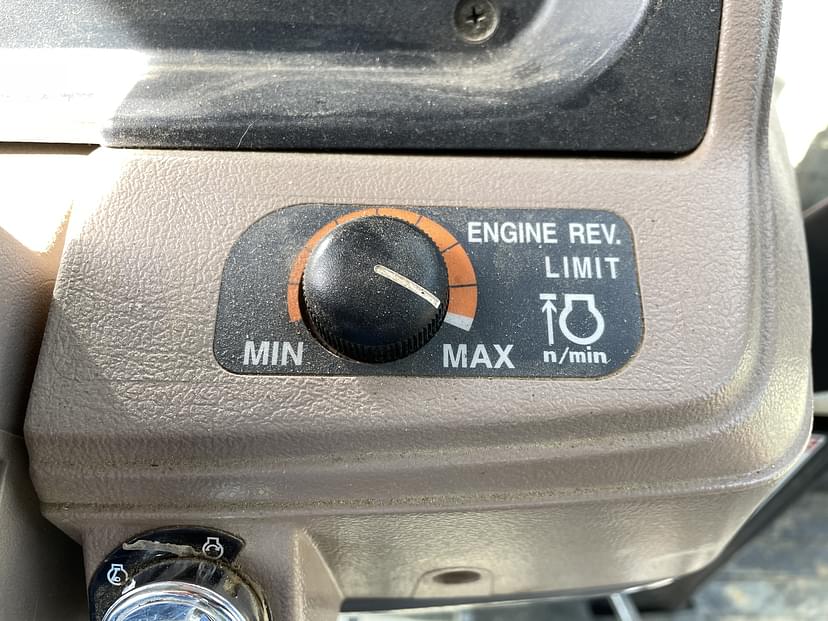 ENGINE REV.
LIMIT
n/min
MIN
MAX